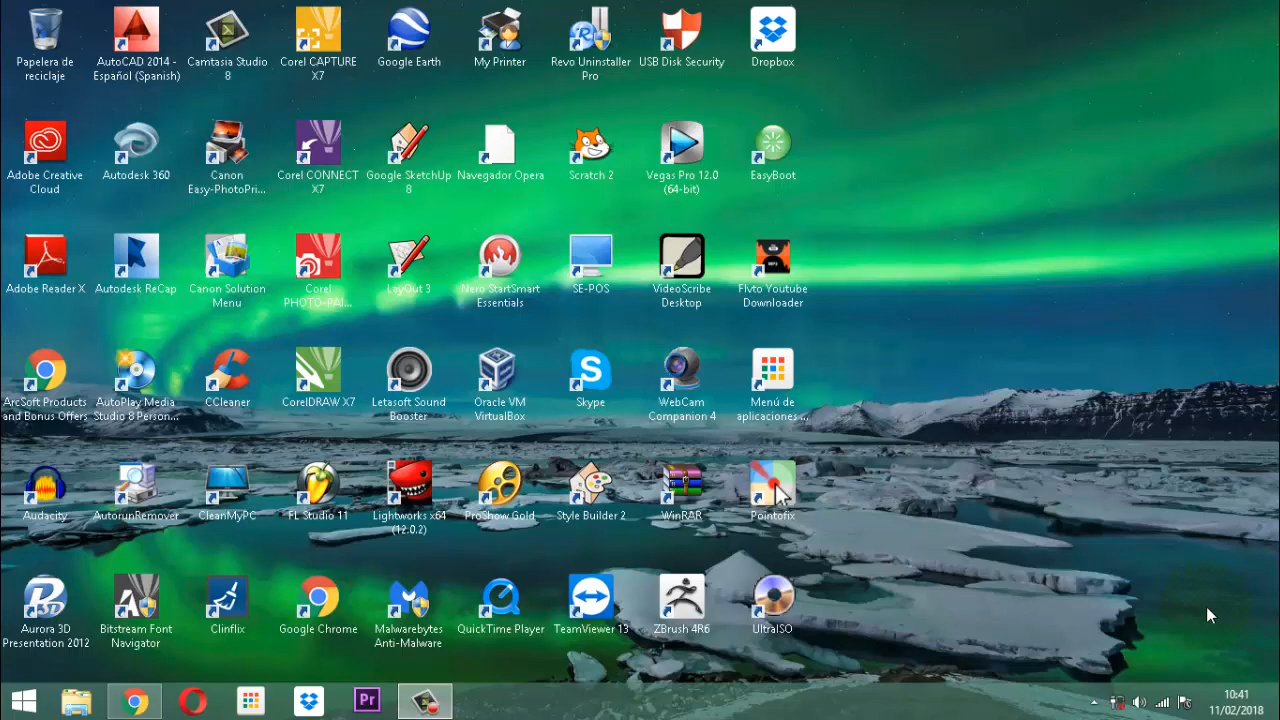 Papelera de
reciclaje
AutoCAD 2014 -
Español (Spanish)
Camtasia Studio
8
Corel CAPTURE
X7
Google Earth
My Printer
Revo Uninstaller
Pro
USB Disk Security
Dropbox
Adobe Creative
Cloud
Autodesk 360
Canon
Easy-PhotoPri...
Corel CONNECT
X7
Google SketchUp
8
Navegador Opera
Scratch 2
Vegas Pro 12.0
(64-bit)
EasyBoot
Adobe Reader X
Autodesk ReCap
Canon Solution
Menu
Corel
PHOTO-PAI...
LayOut 3
Nero StartSmart
Essentials
SE-POS
VideoScribe
Desktop
Flvto Youtube
Downloader
ArcSoft Products
and Bonus Offers
AutoPlay Media
Studio 8 Person...
CCleaner
CorelDRAW X7
Letasoft Sound
Booster
Oracle VM
VirtualBox
Skype
WebCam
Companion 4
Menú de
aplicaciones ...
Audacity
AutorunRemover
CleanMyPC
FL Studio 11
Lightworks x64
(12.0.2)
ProShow Gold
Style Builder 2
WinRAR
Pointofix
Aurora 3D
Presentation 2012
Bitstream Font
Navigator
Clinflix
Google Chrome
Malwarebytes
Anti-Malware
QuickTime Player
TeamViewer 13
ZBrush 4R6
UltraISO
Pr
10:41
11/02/2018